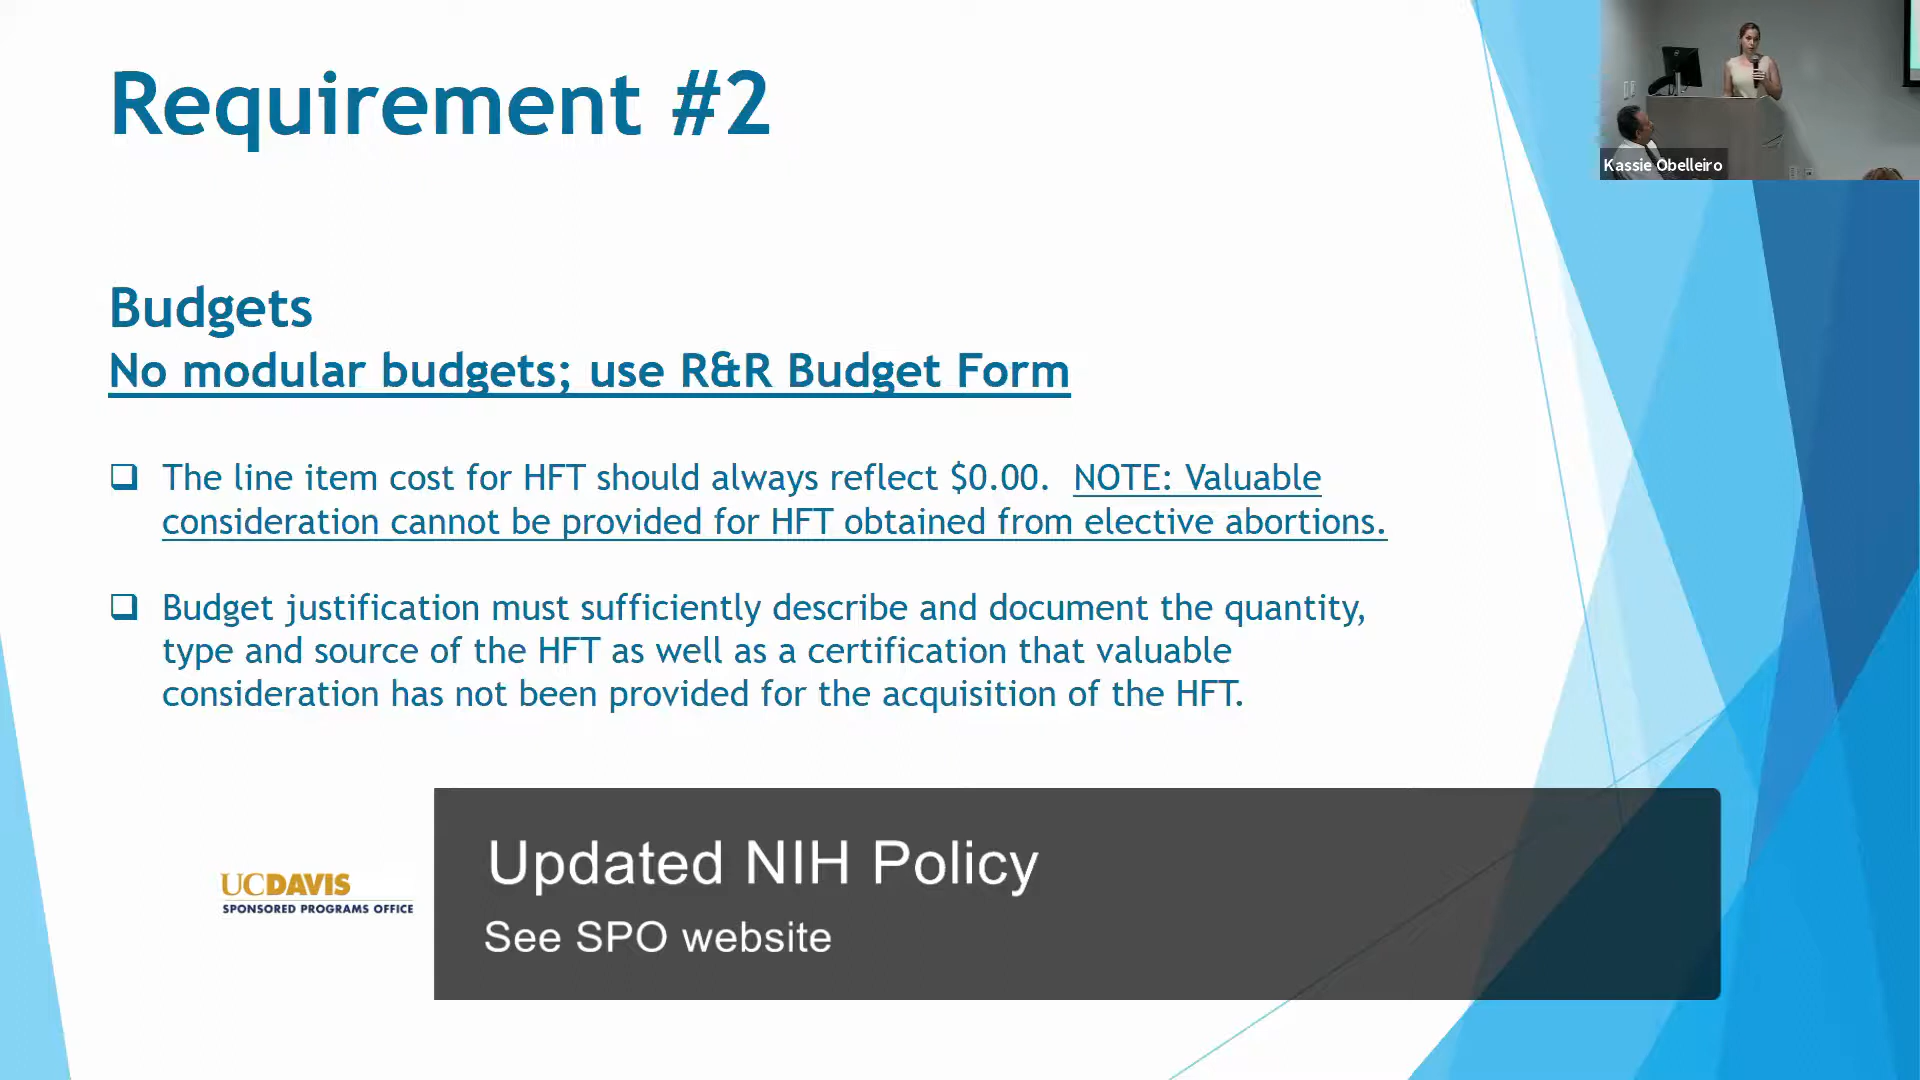 Requirement #2
Kassie Obelleiro
Budgets
No modular budgets; use R&R Budget Form
The line item cost for HFT should always reflect $0.00. NOTE: Valuable
consideration cannot be provided for HFT obtained from elective abortions.
Budget justification must sufficiently describe and document the quantity,
type and source of the HFT as well as a certification that valuable
consideration has not been provided for the acquisition of the HFT.
UCDAVIS
SPONSORED PROGRAMS OFFICE
Updated NIH Policy
See SPO website